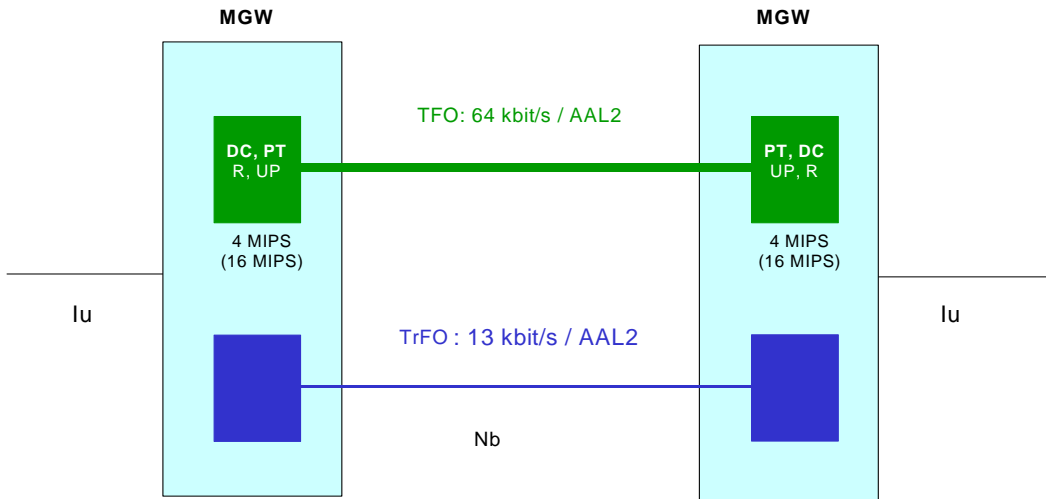 MGW
MGW
TFO: 64 kbit/s / AAL2
DC, PT
R, UP
PT, DC
UP, R
4 MIPS
(16 MIPS)
4 MIPS
(16 MIPS)
Iu
Iu
TrFO : 13 kbit/s / AAL2
Nb